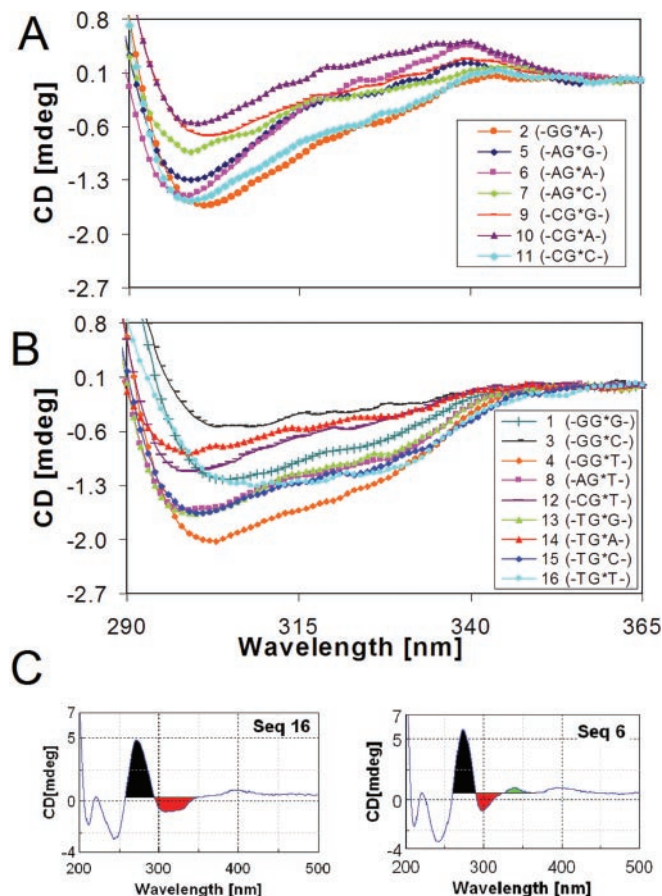 A
0.8
0.1
-0.6
-1.3
-2.0
-2.7
CD [mdeg]
290
315
340
365
2 (-GG*A-)
5 (-AG*G-)
6 (-AG*A-)
7 (-AG*C-)
9 (-CG*G-)
10 (-CG*A-)
11 (-CG*C-)
B
0.8
0.1
-0.6
-1.3
-2.0
-2.7
CD [mdeg]
1 (-GG*G-)
3 (-GG*C-)
4 (-GG*T-)
8 (-AG*T-)
12 (-CG*T-)
13 (-TG*G-)
14 (-TG*A-)
15 (-TG*C-)
16 (-TG*T-)
290
315
340
365
Wavelength [nm]
C
7
5
0
-4
CD[mdeg]
Seq 16
200
300
400
500
Wavelength [nm]
7
5
0
-4
CD[mdeg]
Seq 6
200
300
400
500
Wavelength [nm]